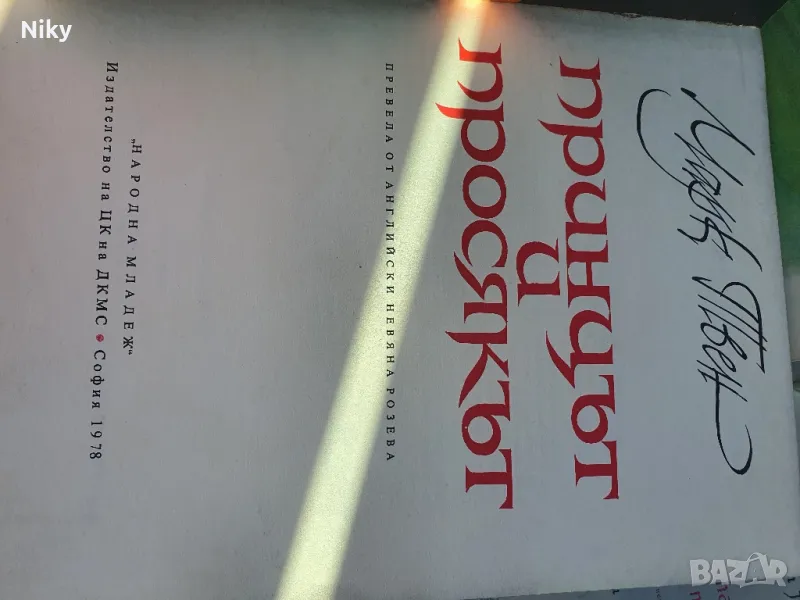 Марк Твен
принцът
и
просякът
ПРЕВЕЛА ОТ АНГЛИЙСКИ НЕВЯНА РОЗЕВА
„НАРОДНА МЛАДЕЖ“
Издателство на ЦК на ДКМС • София 1978
Niky
BAZAR